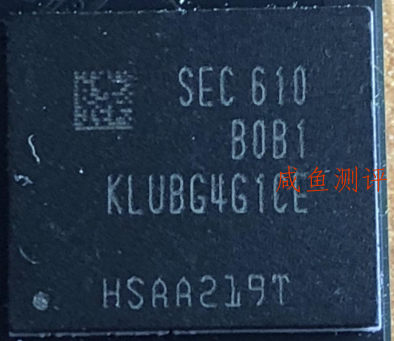 SEC 610
B0B1
KLUBG4G1CE
咸鱼测评
HSAA219T